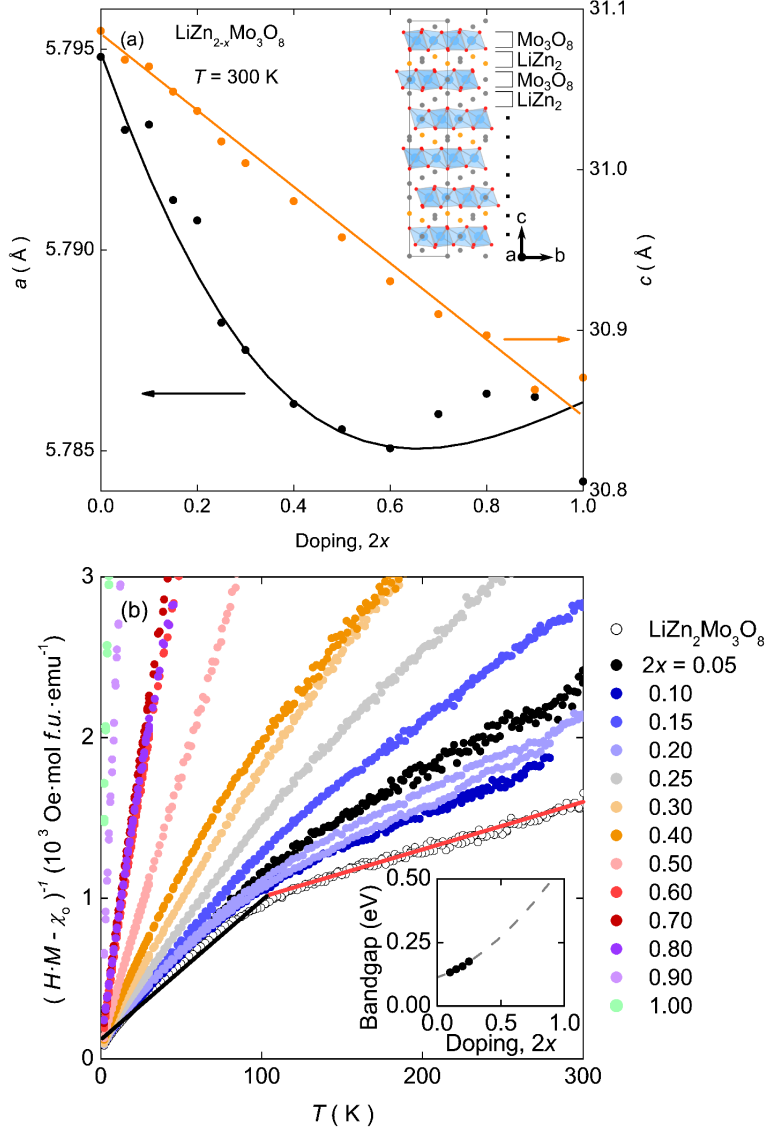 (a)
LiZn2-xMo3O8
T = 300 K
Mo3O8
LiZn2
Mo3O8
LiZn2
c
a
b
5.795
5.790
5.785
a (Å)
31.1
31.0
30.9
30.8
c (Å)
0.0 0.2 0.4 0.6 0.8 1.0
Doping, 2x
(b)
3
2
1
0
(H·M - χo)-1 (10 3 Oe·mol f.u.·emu-1)
0 100 200 300
T ( K )
LiZn2Mo3O8
2x = 0.05
0.10
0.15
0.20
0.25
0.30
0.40
0.50
0.60
0.70
0.80
0.90
1.00
0.50
0.25
0.00
Bandgap (eV)
0.0 0.5 1.0
Doping, 2x